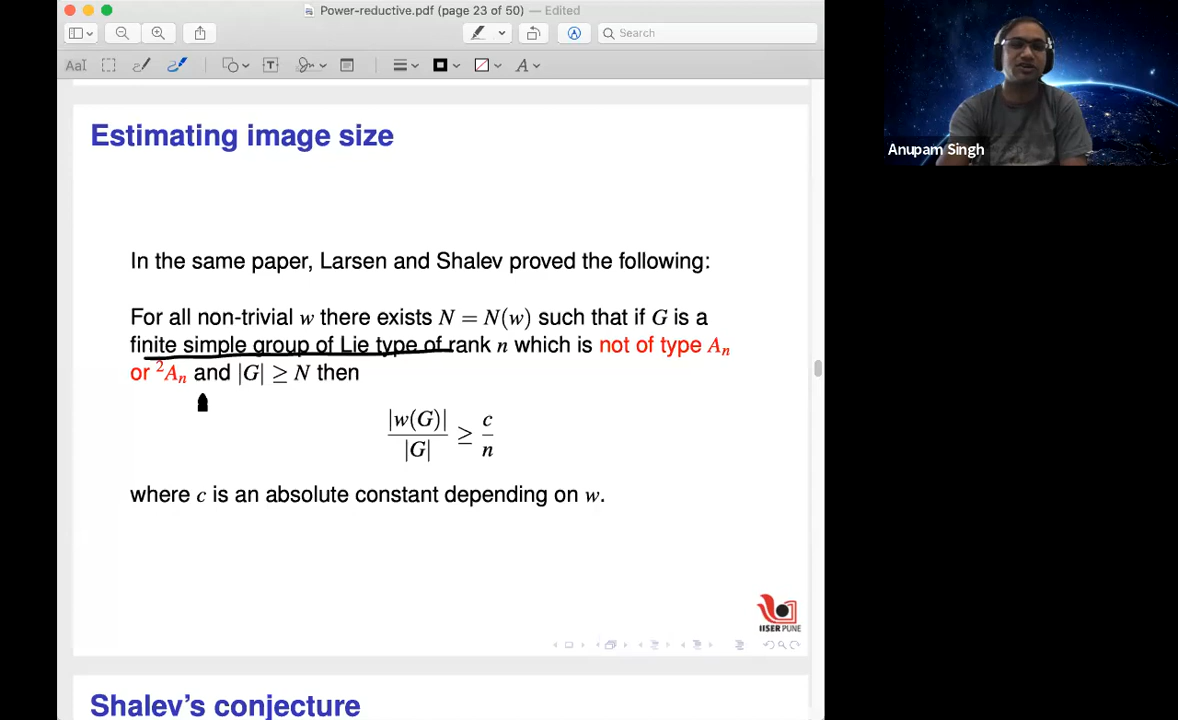 Power-reductive.pdf (page 23 of 50) — Edited
Search
AaI
T
A
Estimating image size
In the same paper, Larsen and Shalev proved the following:
For all non-trivial w there exists N = N(w) such that if G is a
finite simple group of Lie type of rank n which is not of type Aₙ
or ²Aₙ and |G| ≥ N then
|w(G)| / |G| ≥ c / n
where c is an absolute constant depending on w.
IISER PUNE
Shalev's conjecture
Anupam Singh